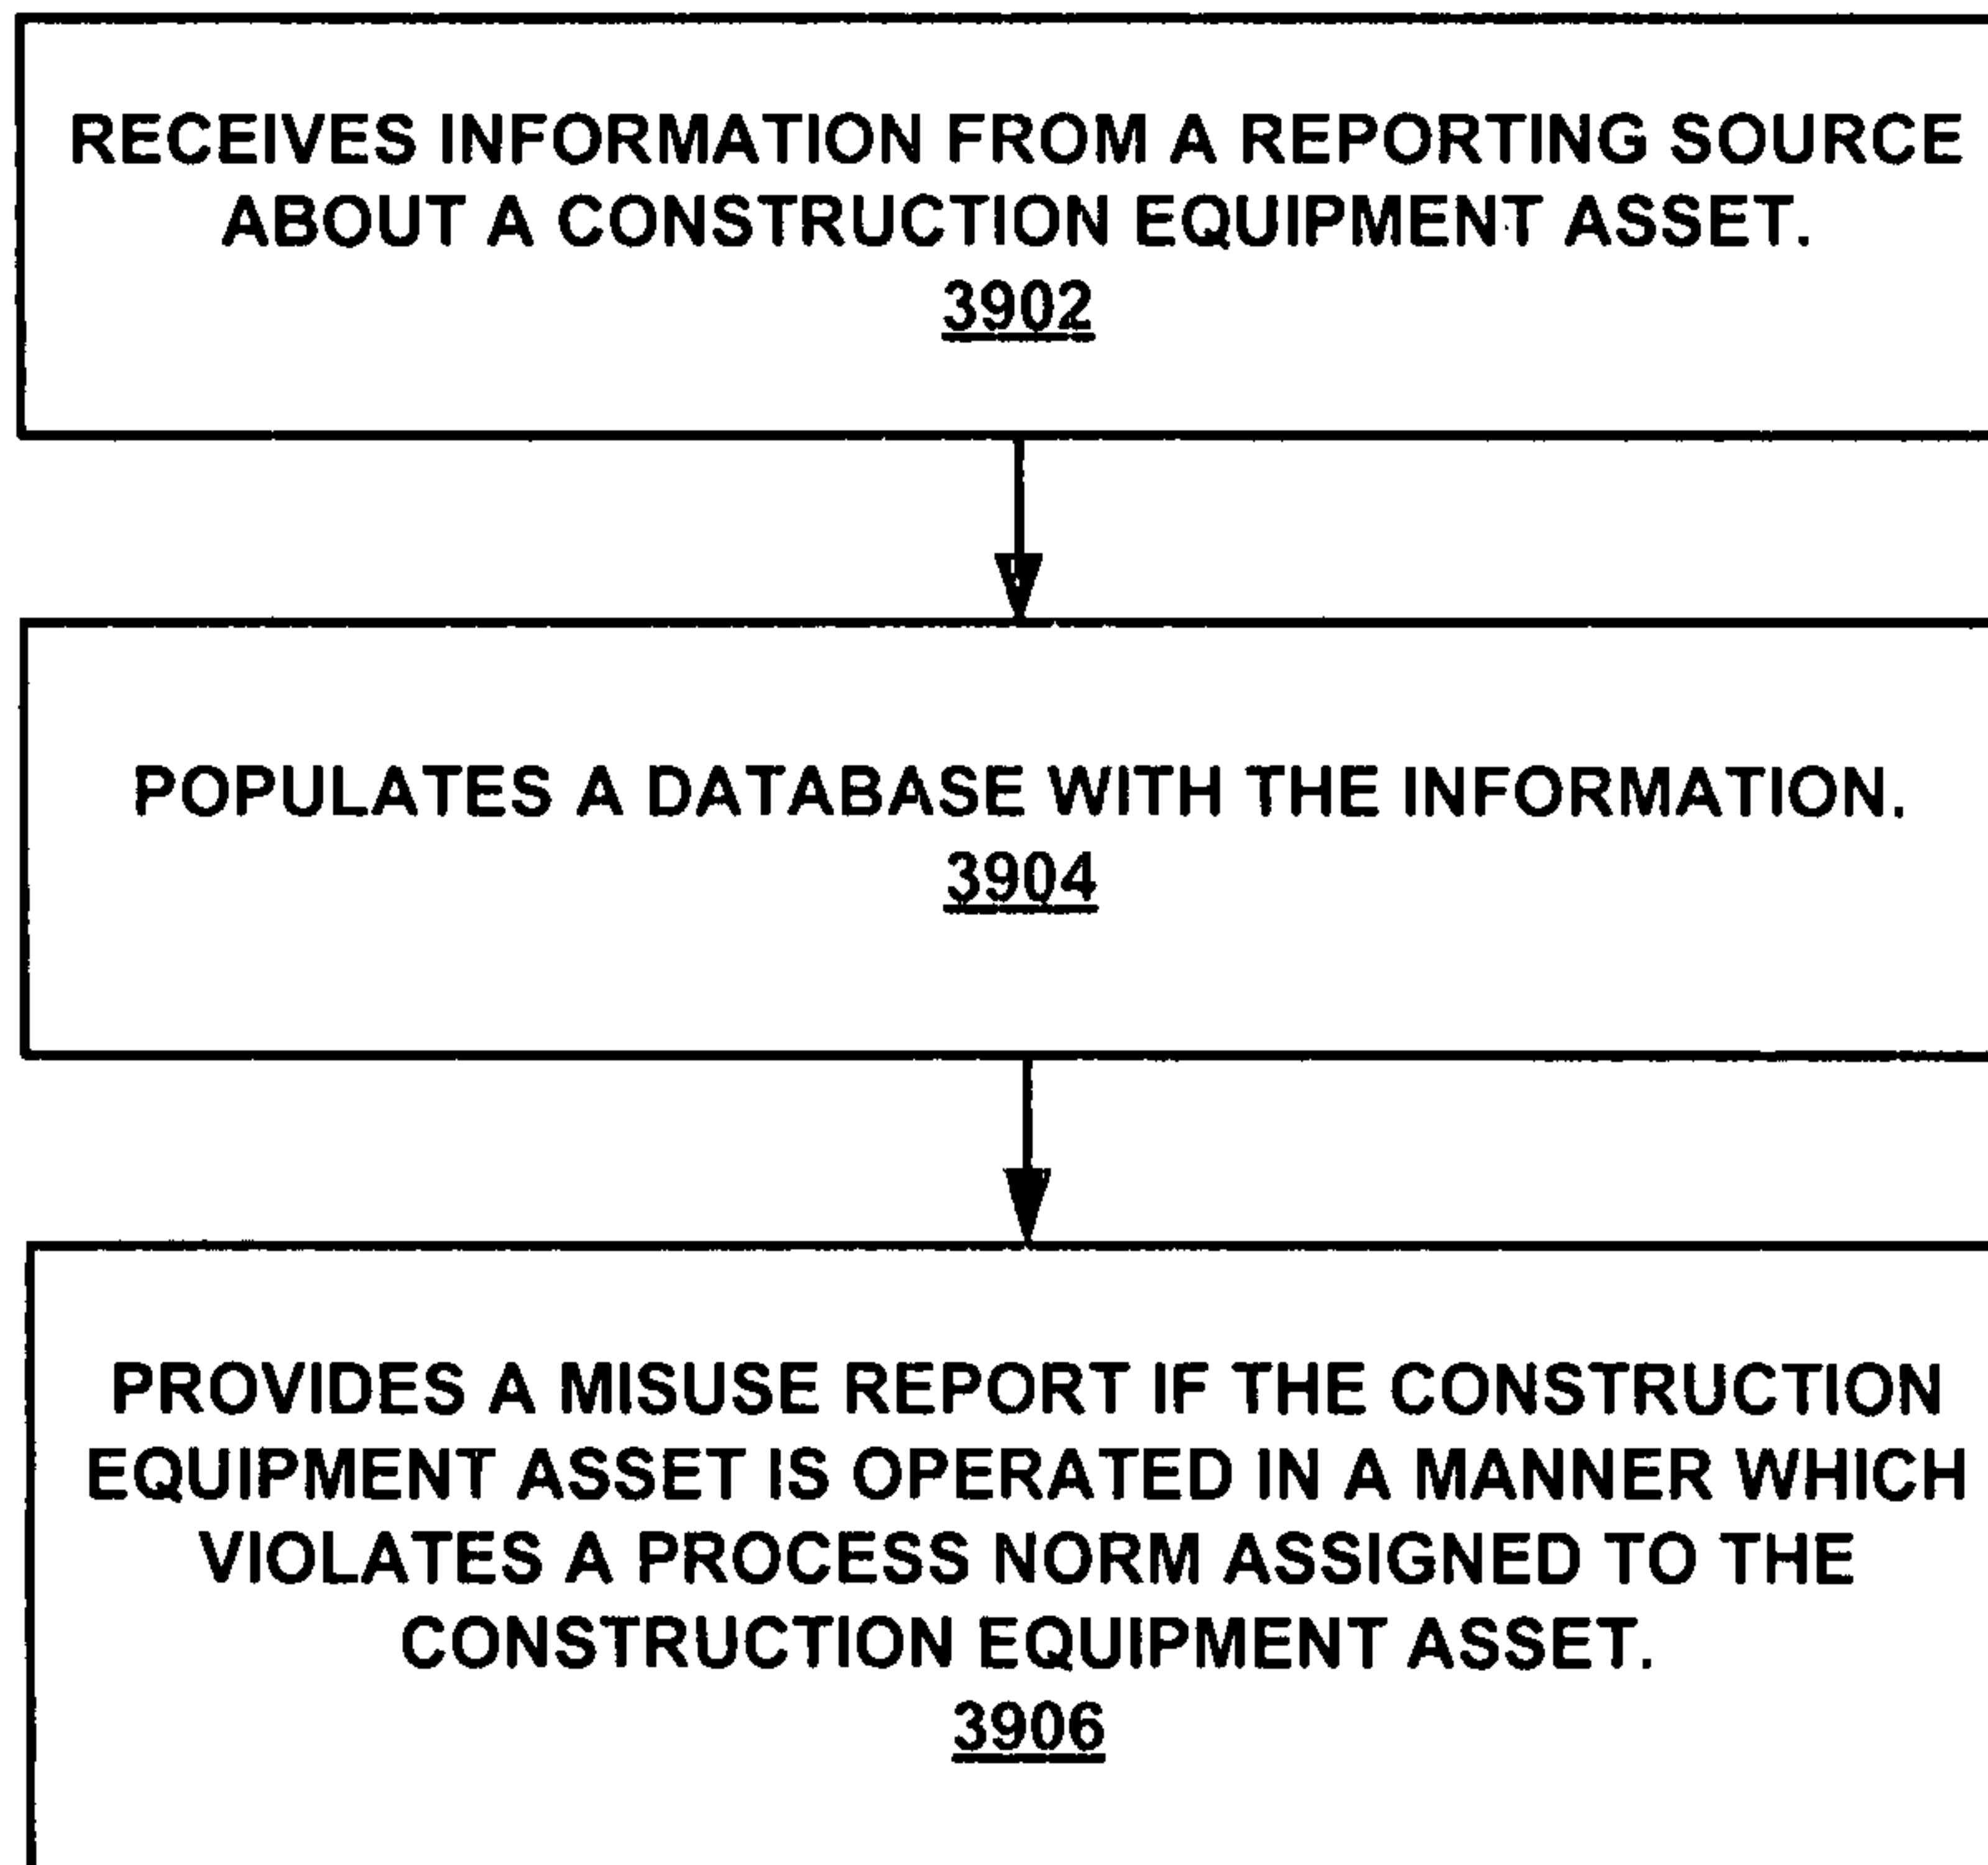 RECEIVES INFORMATION FROM A REPORTING SOURCE
ABOUT A CONSTRUCTION EQUIPMENT ASSET.
3902
POPULATES A DATABASE WITH THE INFORMATION.
3904
PROVIDES A MISUSE REPORT IF THE CONSTRUCTION
EQUIPMENT ASSET IS OPERATED IN A MANNER WHICH
VIOLATES A PROCESS NORM ASSIGNED TO THE
CONSTRUCTION EQUIPMENT ASSET.
3906